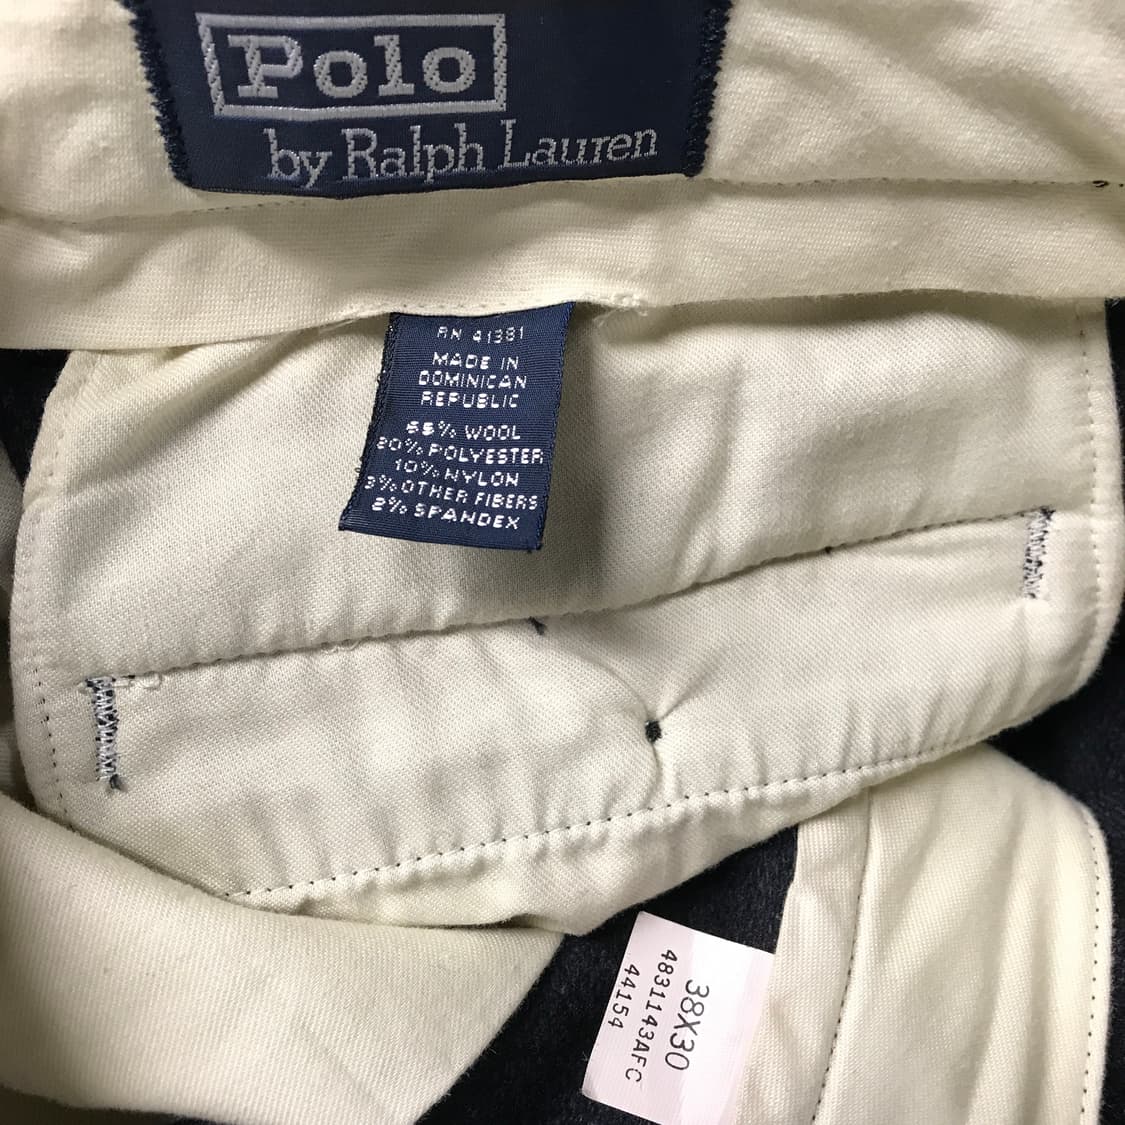 Polo
by Ralph Lauren
RN 41381
MADE IN
DOMINICAN
REPUBLIC
65% WOOL
20% POLYESTER
10% NYLON
3% OTHER FIBERS
2% SPANDEX
38X30
4831143AFC
44154